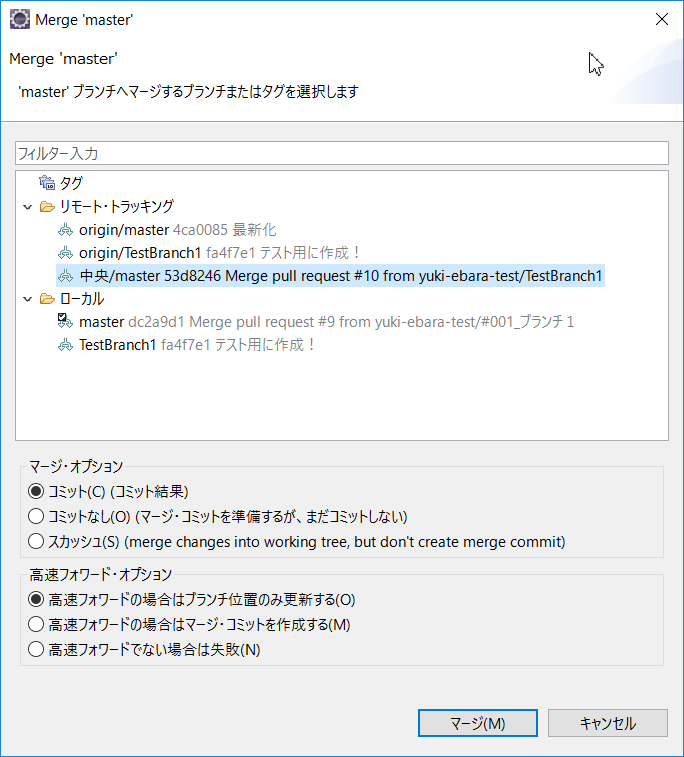 Merge 'master'
Merge 'master'
'master' ブランチへマージするブランチまたはタグを選択します
フィルター入力
タグ
リモート・トラッキング
origin/master 4ca0085 最新化
origin/TestBranch1 fa4f7e1 テスト用に作成！
中央/master 53d8246 Merge pull request #10 from yuki-ebara-test/TestBranch1
ローカル
master dc2a9d1 Merge pull request #9 from yuki-ebara-test/#001_ブランチ１
TestBranch1 fa4f7e1 テスト用に作成！
マージ・オプション
コミット(C) (コミット結果)
コミットなし(O) (マージ・コミットを準備するが、まだコミットしない)
スカッシュ(S) (merge changes into working tree, but don't create merge commit)
高速フォワード・オプション
高速フォワードの場合はブランチ位置のみ更新する(O)
高速フォワードの場合はマージ・コミットを作成する(M)
高速フォワードでない場合は失敗(N)
マージ(M)
キャンセル